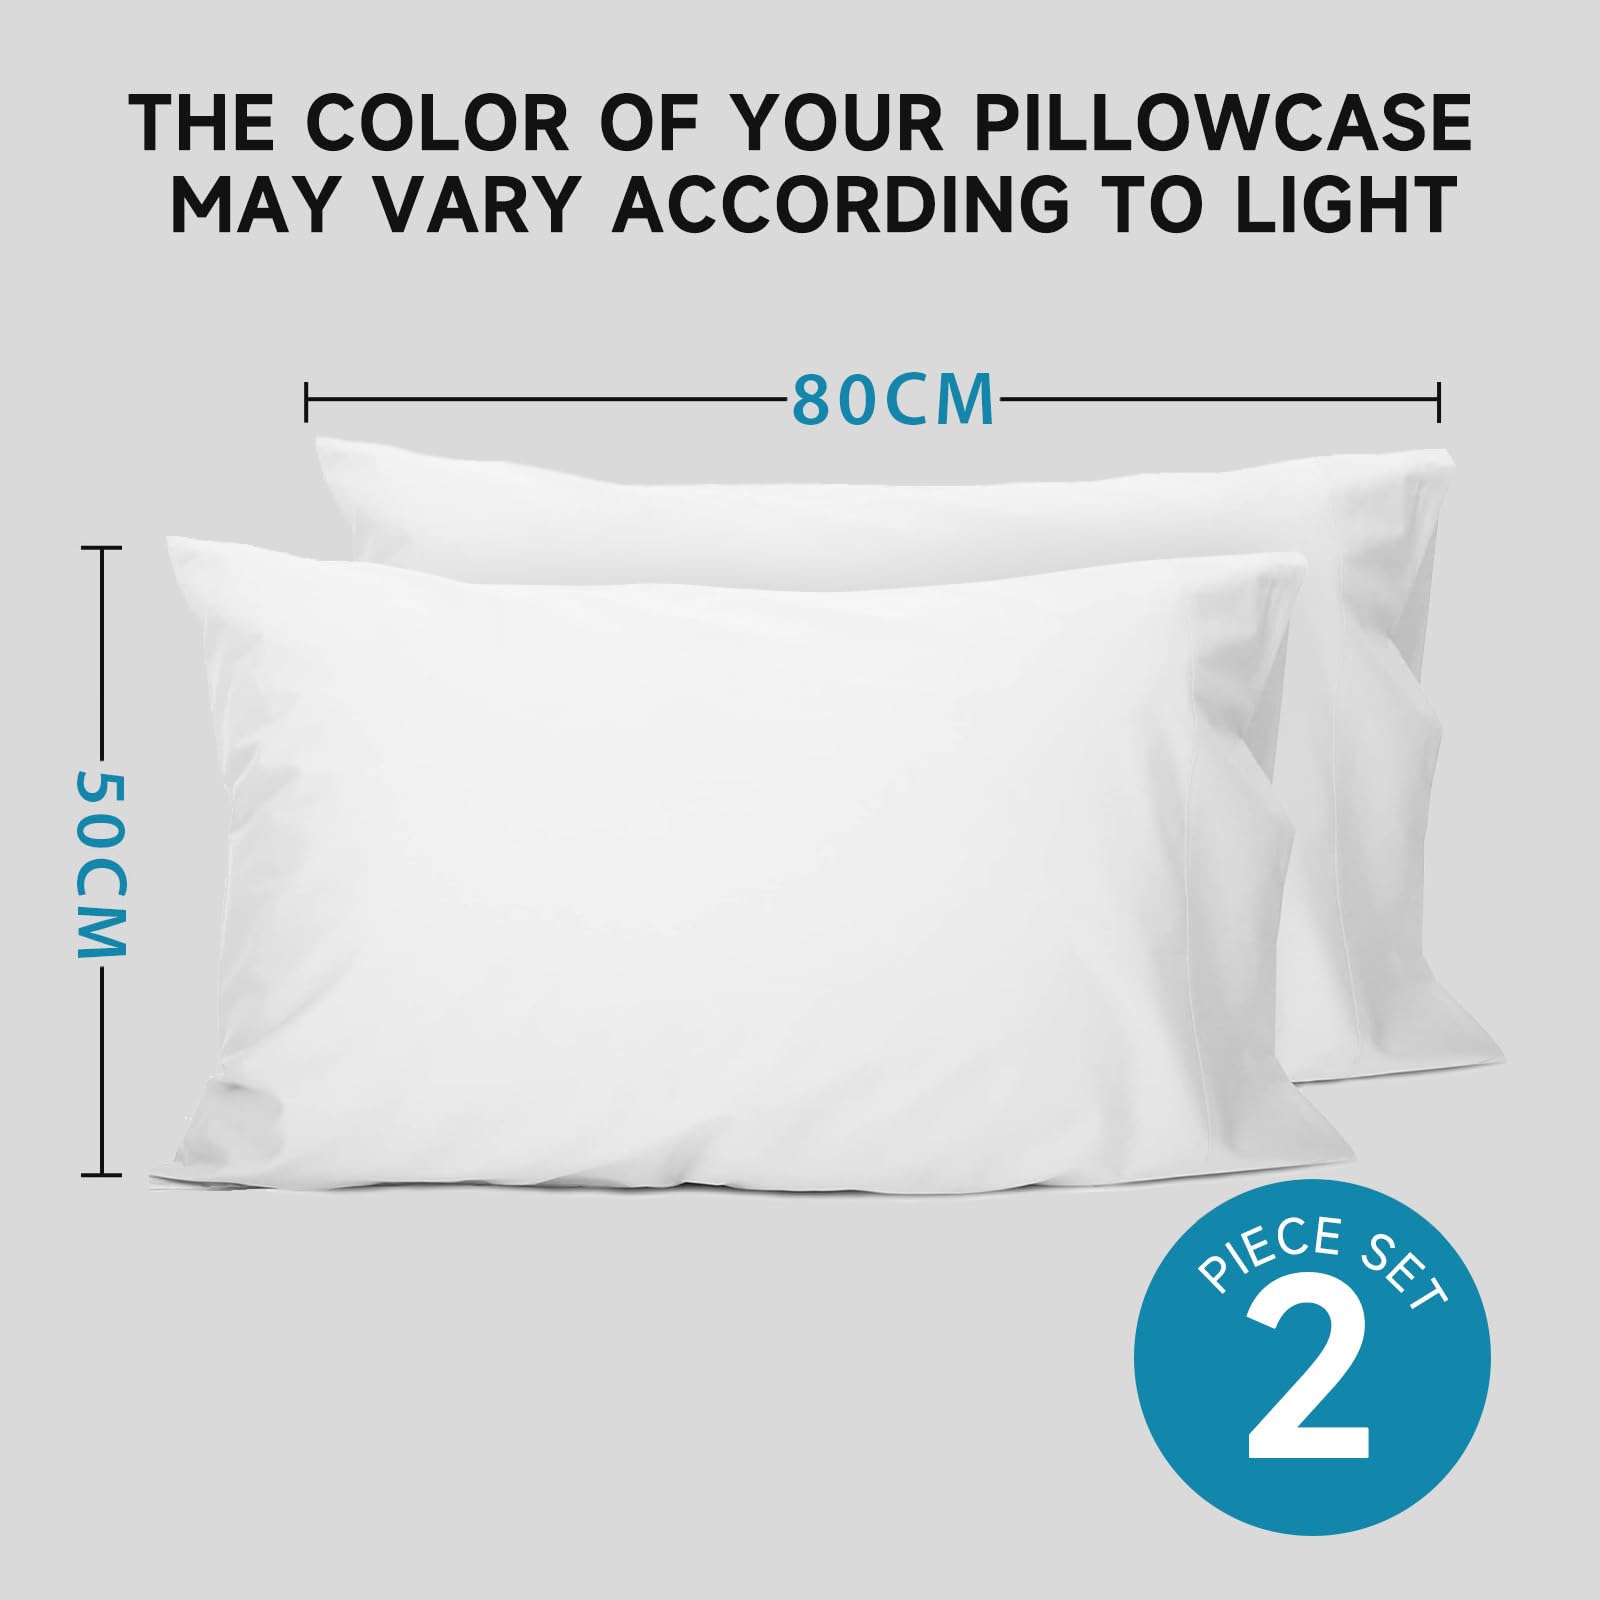 THE COLOR OF YOUR PILLOWCASE
MAY VARY ACCORDING TO LIGHT
80CM
50CM
PIECE SET
2